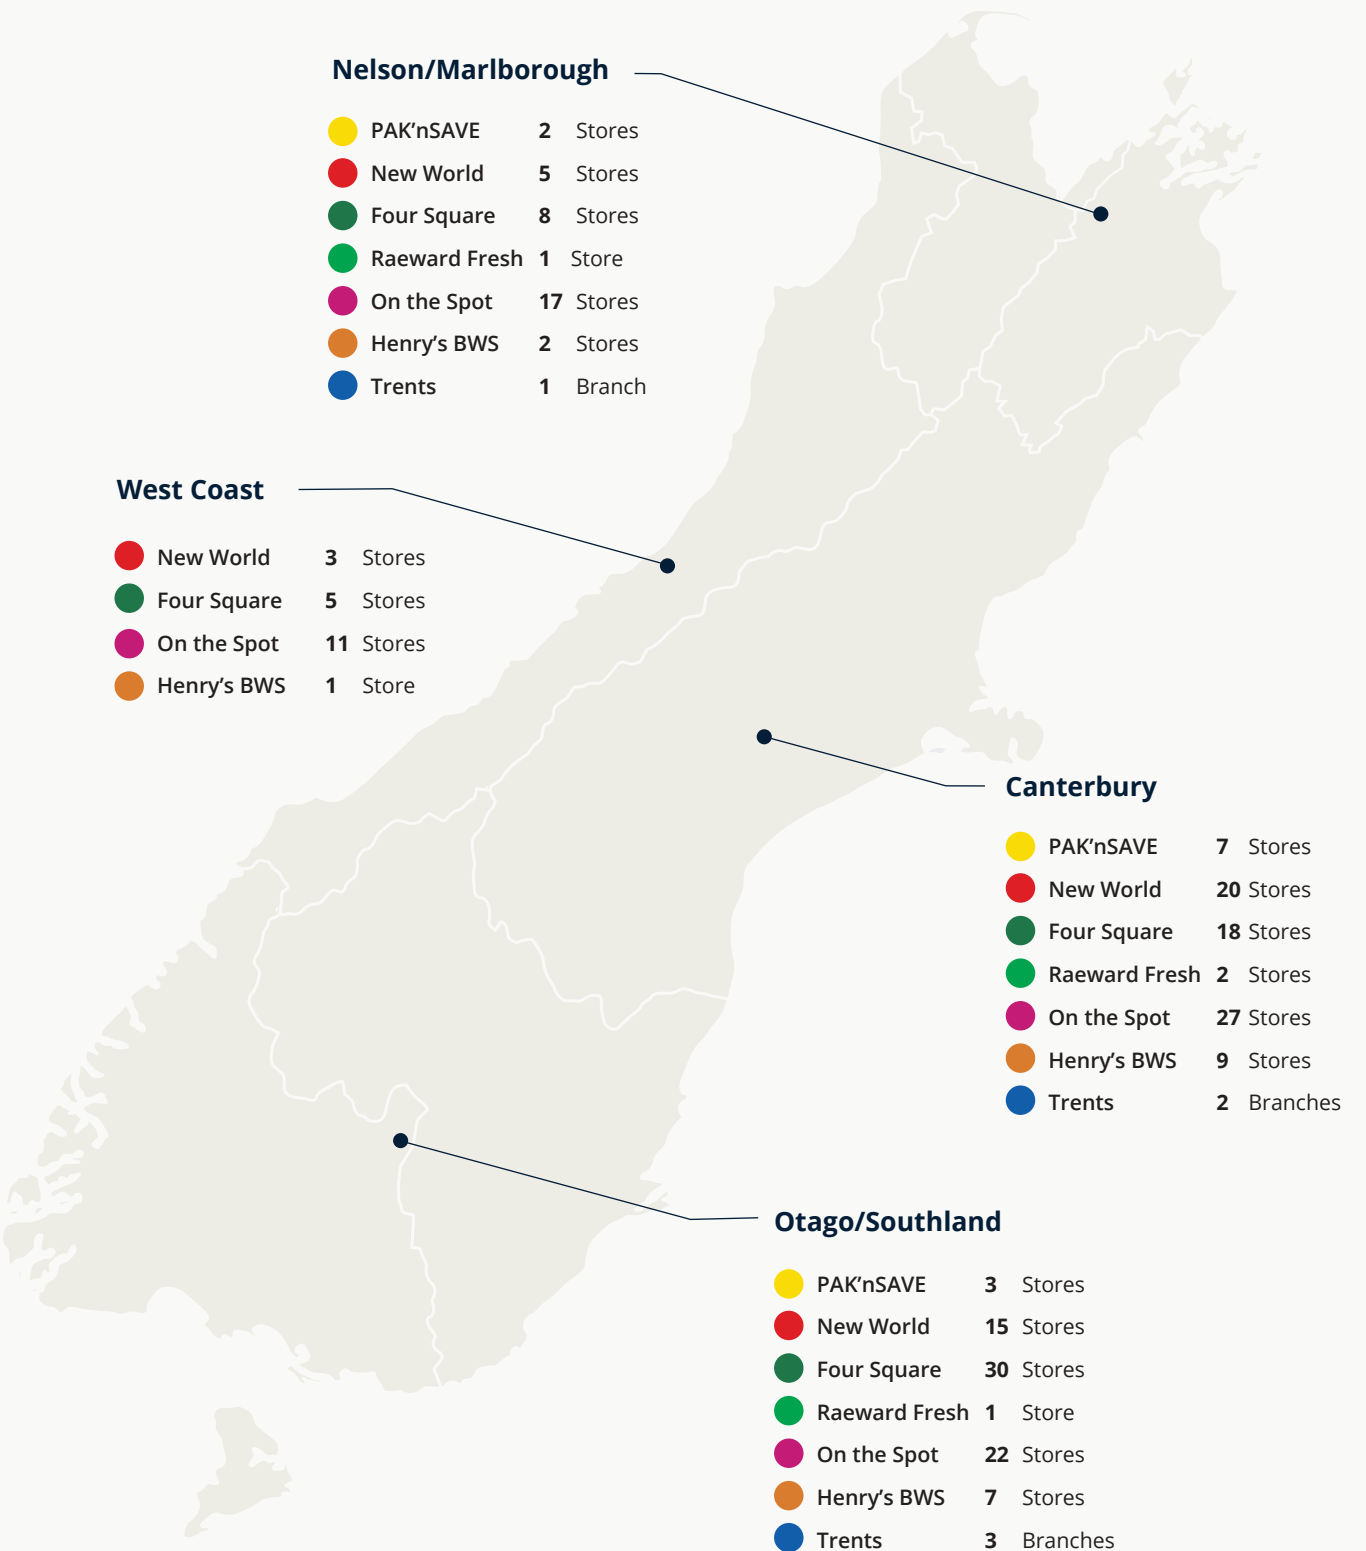 Nelson/Marlborough
PAK'nSAVE 2 Stores
New World 5 Stores
Four Square 8 Stores
Raeward Fresh 1 Store
On the Spot 17 Stores
Henry's BWS 2 Stores
Trents 1 Branch
West Coast
New World 3 Stores
Four Square 5 Stores
On the Spot 11 Stores
Henry's BWS 1 Store
Canterbury
PAK'nSAVE 7 Stores
New World 20 Stores
Four Square 18 Stores
Raeward Fresh 2 Stores
On the Spot 27 Stores
Henry's BWS 9 Stores
Trents 2 Branches
Otago/Southland
PAK'nSAVE 3 Stores
New World 15 Stores
Four Square 30 Stores
Raeward Fresh 1 Store
On the Spot 22 Stores
Henry's BWS 7 Stores
Trents 3 Branches